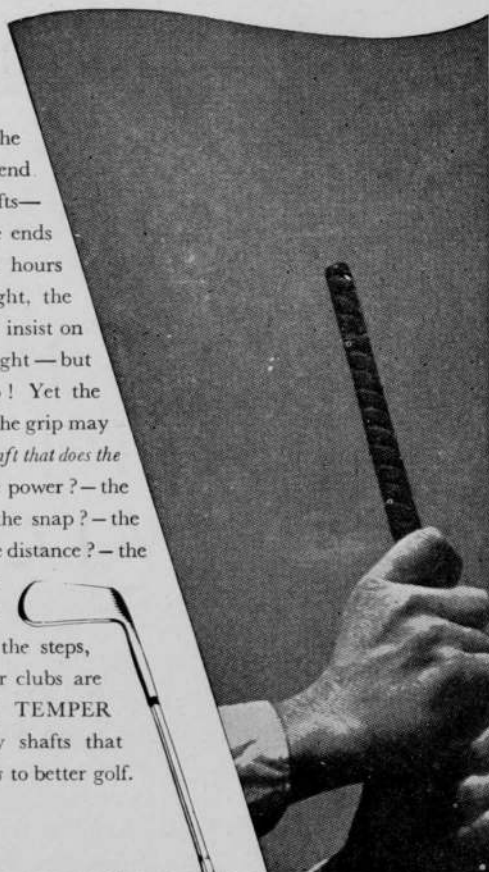 he
end
fts—
e ends
hours
ght, the
insist on
ght — but
! Yet the
he grip may
ft that does the
power ? — the
the snap ? — the
e distance ? — the
the steps,
r clubs are
TEMPER
y shafts that
to better golf.